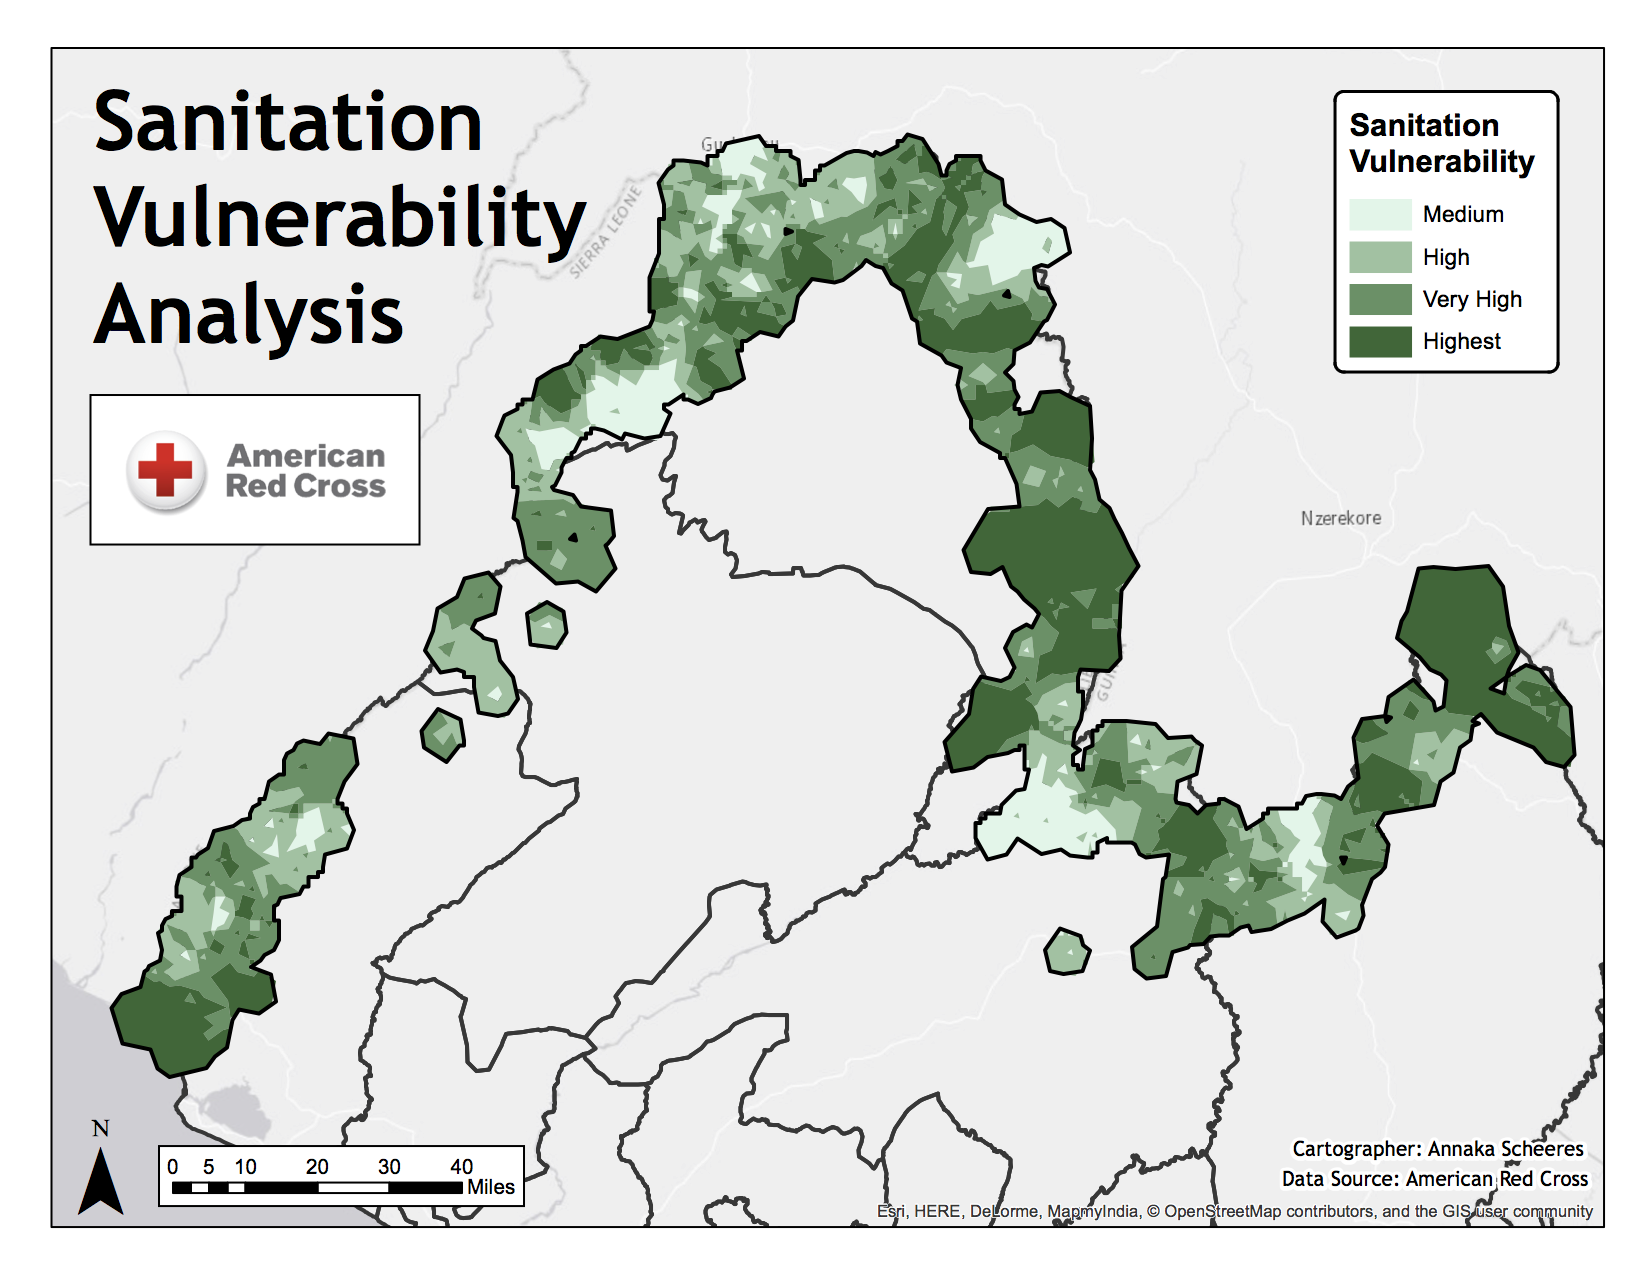 Sanitation
Vulnerability
Analysis
American
Red Cross
SIERRA LEONE
Sanitation
Vulnerability
Medium
High
Very High
Highest
Nzerekore
N
0 5 10 20 30 40
Miles
Cartographer: Annaka Scheeres
Data Source: American Red Cross
Esri, HERE, DeLorme, MapmyIndia, © OpenStreetMap contributors, and the GIS user community